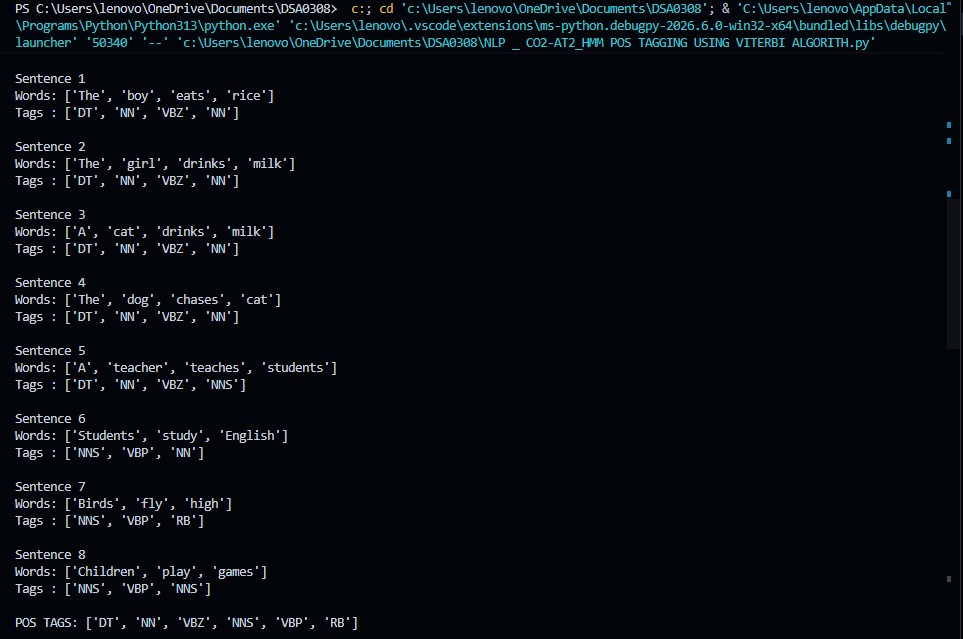 PS C:\Users\lenovo\OneDrive\Documents\DSA0308>  c:; cd 'c:\Users\lenovo\OneDrive\Documents\DSA0308'; & 'C:\Users\lenovo\AppData\Local\
\Programs\Python\Python313\python.exe' 'c:\Users\lenovo\.vscode\extensions\ms-python.debugpy-2026.6.0-win32-x64\bundled\libs\debugpy\
launcher' '50340' '--' 'c:\Users\lenovo\OneDrive\Documents\DSA0308\NLP _ CO2-AT2_HMM POS TAGGING USING VITERBI ALGORITH.py'
Sentence 1
Words: ['The', 'boy', 'eats', 'rice']
Tags : ['DT', 'NN', 'VBZ', 'NN']
Sentence 2
Words: ['The', 'girl', 'drinks', 'milk']
Tags : ['DT', 'NN', 'VBZ', 'NN']
Sentence 3
Words: ['A', 'cat', 'drinks', 'milk']
Tags : ['DT', 'NN', 'VBZ', 'NN']
Sentence 4
Words: ['The', 'dog', 'chases', 'cat']
Tags : ['DT', 'NN', 'VBZ', 'NN']
Sentence 5
Words: ['A', 'teacher', 'teaches', 'students']
Tags : ['DT', 'NN', 'VBZ', 'NNS']
Sentence 6
Words: ['Students', 'study', 'English']
Tags : ['NNS', 'VBP', 'NN']
Sentence 7
Words: ['Birds', 'fly', 'high']
Tags : ['NNS', 'VBP', 'RB']
Sentence 8
Words: ['Children', 'play', 'games']
Tags : ['NNS', 'VBP', 'NNS']
POS TAGS: ['DT', 'NN', 'VBZ', 'NNS', 'VBP', 'RB']